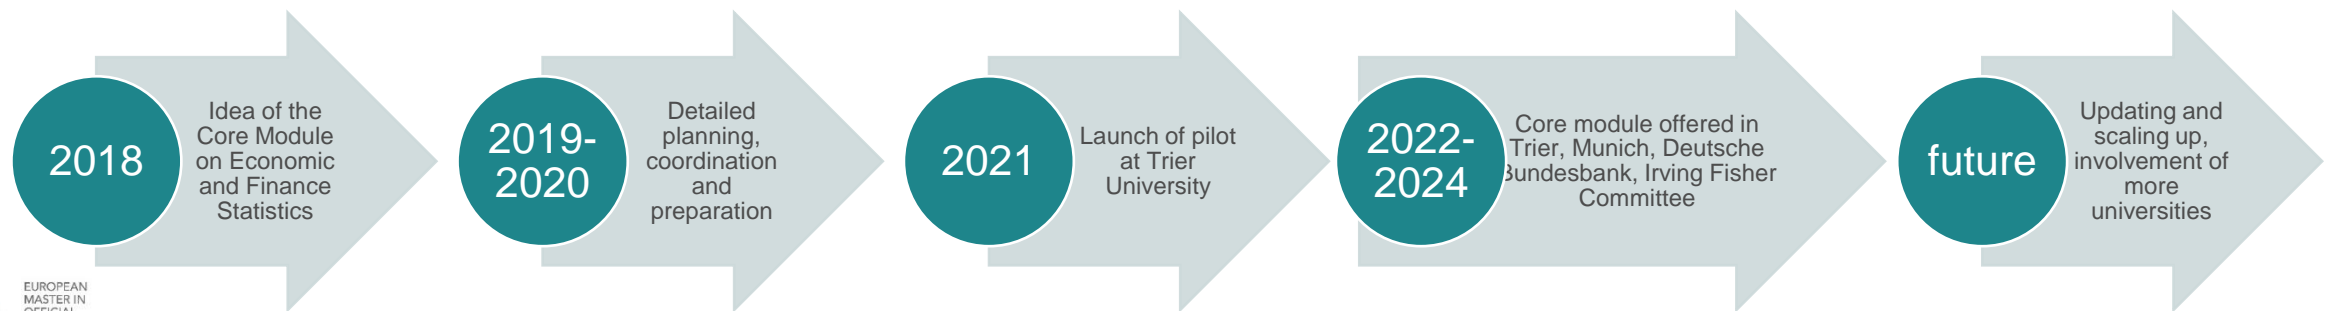 2018
Idea of the
Core Module
on Economic
and Finance
Statistics
2019-
2020
Detailed
planning,
coordination
and
preparation
2021
Launch of pilot
at Trier
University
2022-
2024
Core module offered in
Trier, Munich, Deutsche
Bundesbank, Irving Fisher
Committee
future
Updating and
scaling up,
involvement of
more
universities
EUROPEAN
MASTER IN
OFFICIAL